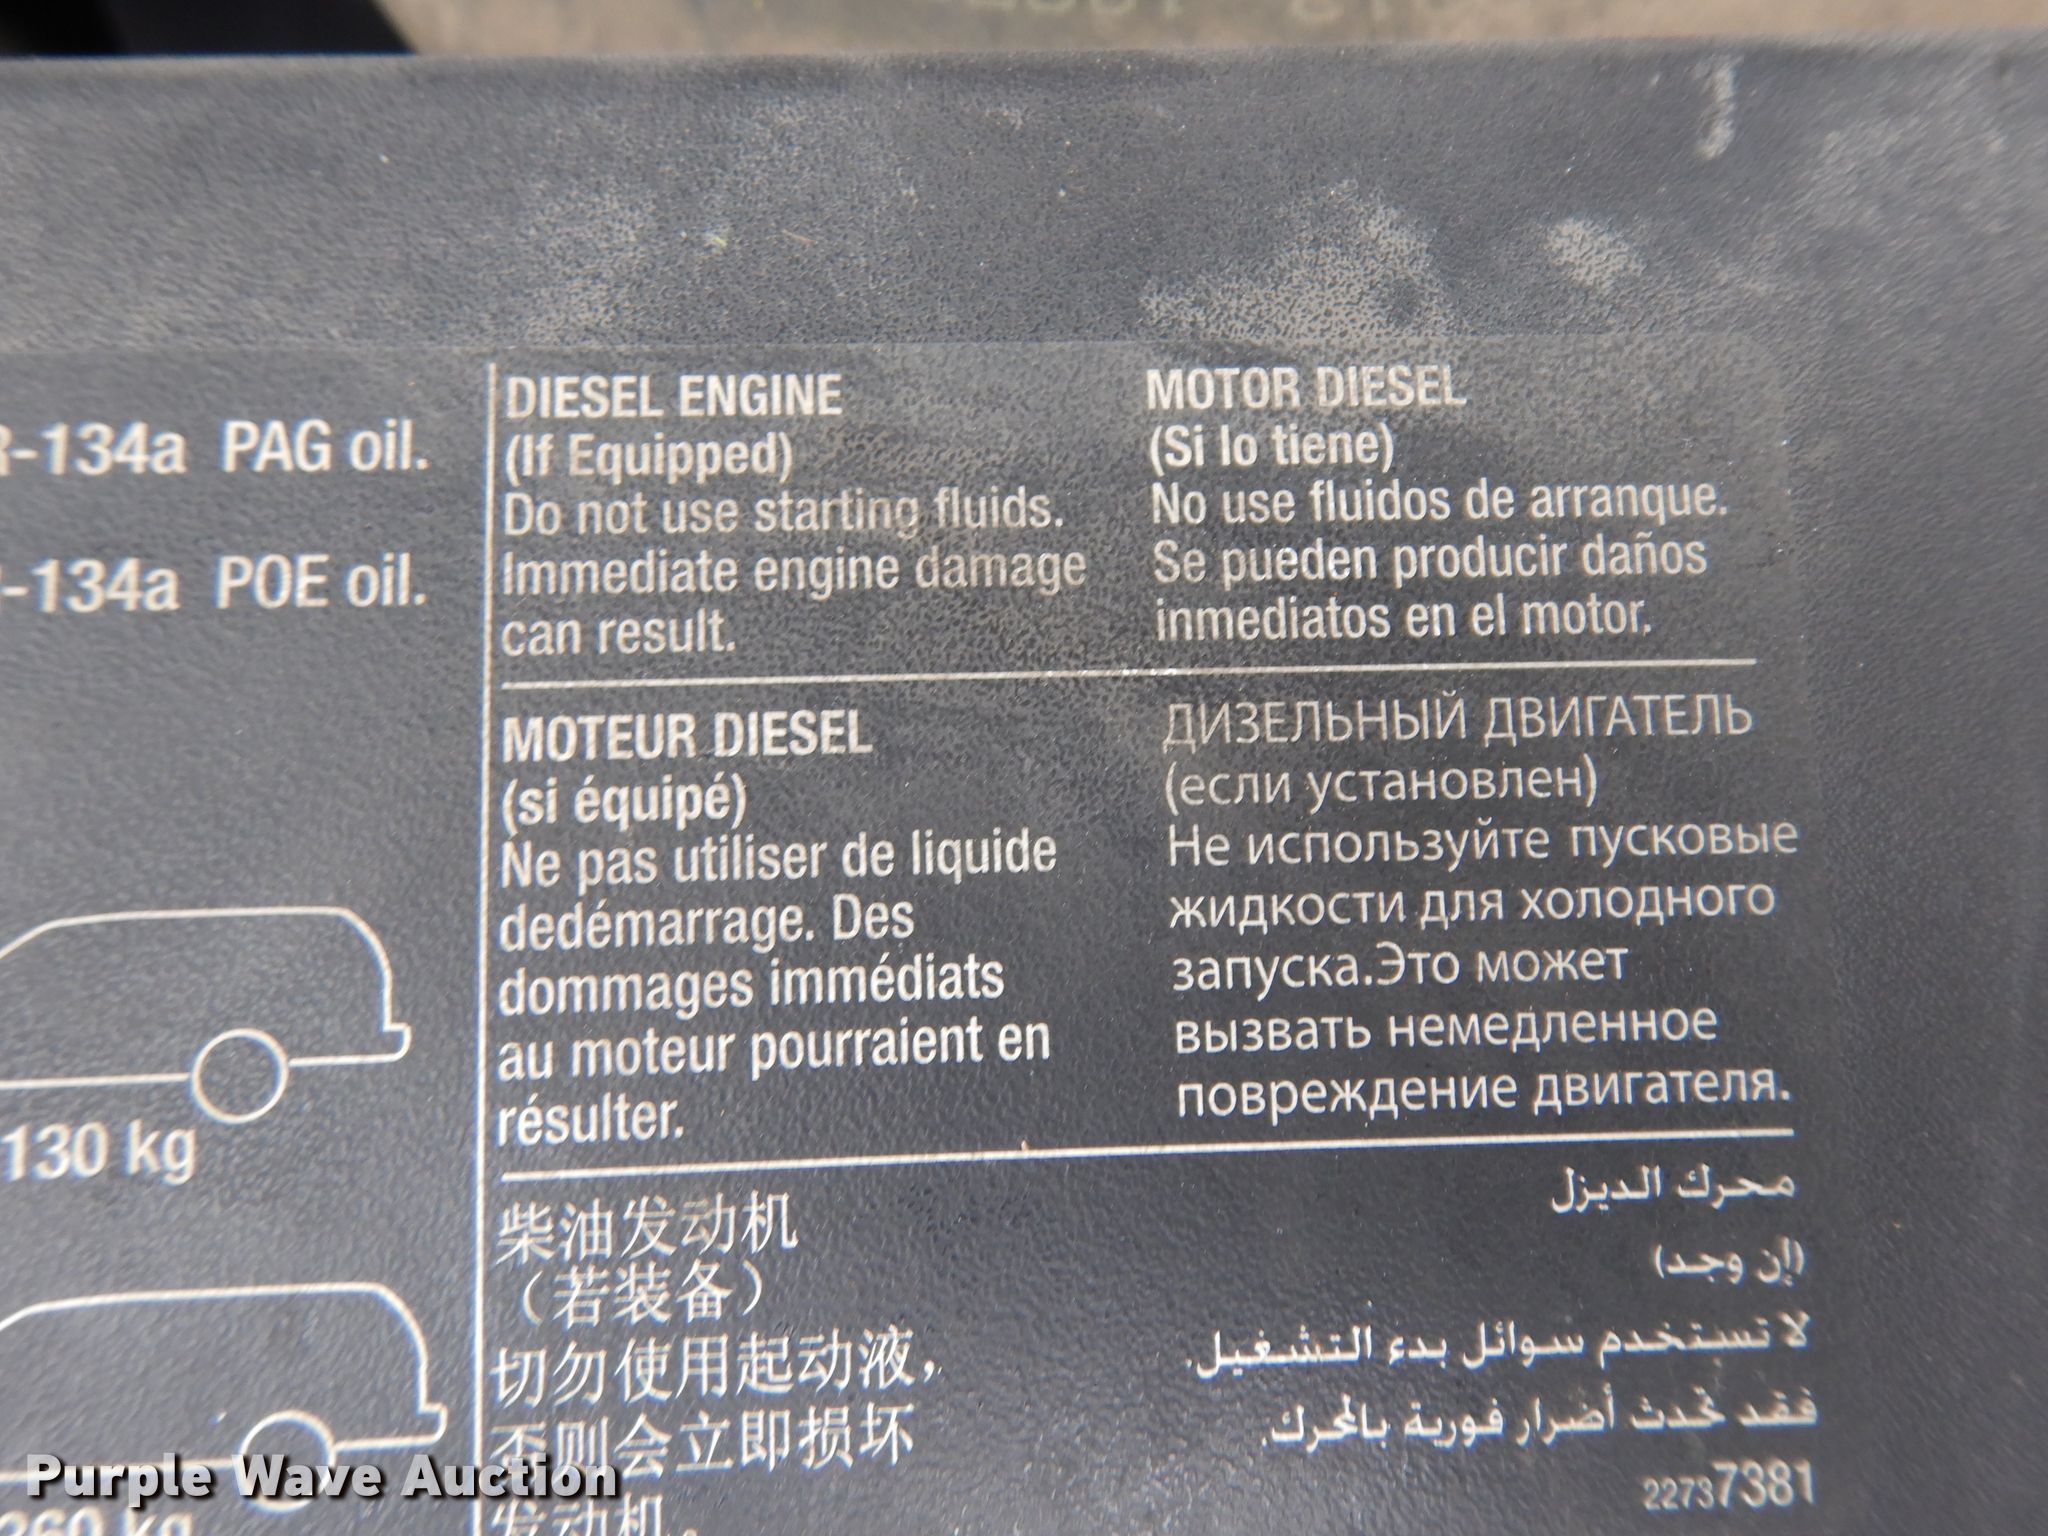 R-134a PAG oil.
-134a POE oil.
130 kg
kg
DIESEL ENGINE
(If Equipped)
Do not use starting fluids.
Immediate engine damage
can result.
MOTOR DIESEL
(Si lo tiene)
No use fluidos de arranque.
Se pueden producir daños
inmediatos en el motor.
MOTEUR DIESEL
(si équipé)
Ne pas utiliser de liquide
dedémarrage. Des
dommages immédiats
au moteur pourraient en
résulter.
ДИЗЕЛЬНЫЙ ДВИГАТЕЛЬ
(если установлен)
Не используйте пусковые
жидкости для холодного
запуска.Это может
вызвать немедленное
повреждение двигателя.
柴油发动机
（若装备）
切勿使用起动液，
否则会立即损坏
发动机。
محرك الديزل
(إن وجد)
لا تستخدم سوائل بدء التشغيل.
فقد تحدث أضرار فورية بالمحرك.
22737381
Purple Wave Auction